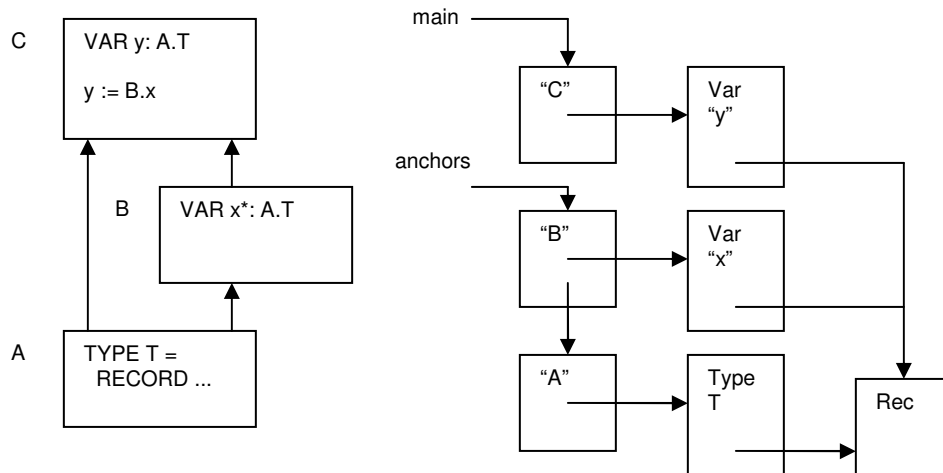 C
VAR y: A.T
y := B.x
B
VAR x*: A.T
A
TYPE T =
RECORD ...
main
“C”
Var
“y”
anchors
“B”
Var
“x”
“A”
Type
T
Rec